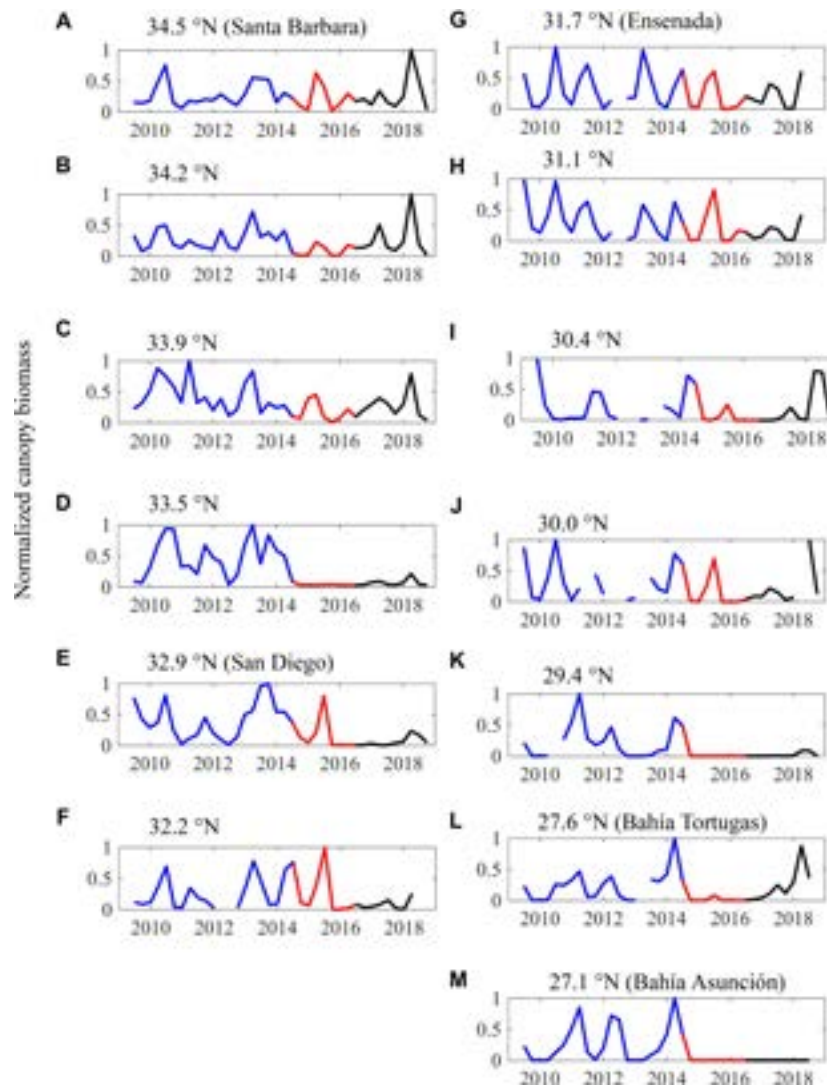 Normalized canopy biomass
A
34.5 °N (Santa Barbara)
1
0.5
0
2010 2012 2014 2016 2018
B
34.2 °N
1
0.5
0
2010 2012 2014 2016 2018
C
33.9 °N
1
0.5
0
2010 2012 2014 2016 2018
D
33.5 °N
1
0.5
0
2010 2012 2014 2016 2018
E
32.9 °N (San Diego)
1
0.5
0
2010 2012 2014 2016 2018
F
32.2 °N
1
0.5
0
2010 2012 2014 2016 2018
G
31.7 °N (Ensenada)
1
0.5
0
2010 2012 2014 2016 2018
H
31.1 °N
1
0.5
0
2010 2012 2014 2016 2018
I
30.4 °N
1
0.5
0
2010 2012 2014 2016 2018
J
30.0 °N
1
0.5
0
2010 2012 2014 2016 2018
K
29.4 °N
1
0.5
0
2010 2012 2014 2016 2018
L
27.6 °N (Bahía Tortugas)
1
0.5
0
2010 2012 2014 2016 2018
M
27.1 °N (Bahía Asunción)
1
0.5
0
2010 2012 2014 2016 2018